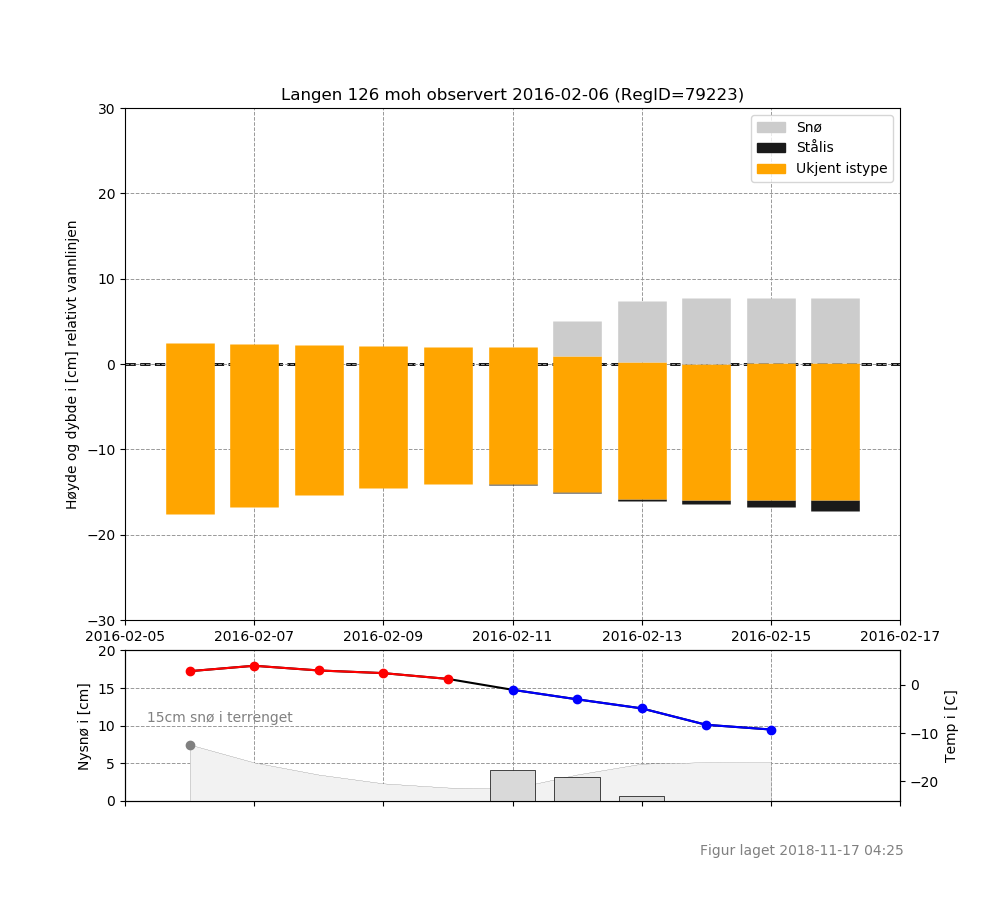 Langen 126 moh observert 2016-02-06 (RegID=79223)
Snø
Stålis
Ukjent istype
Høyde og dybde i [cm] relativt vannlinjen
30
20
10
0
−10
−20
−30
2016-02-05 2016-02-07 2016-02-09 2016-02-11 2016-02-13 2016-02-15 2016-02-17
Nysnø i [cm]
20
15
10
5
0
15cm snø i terrenget
0
−10
−20
Temp i [C]
Figur laget 2018-11-17 04:25